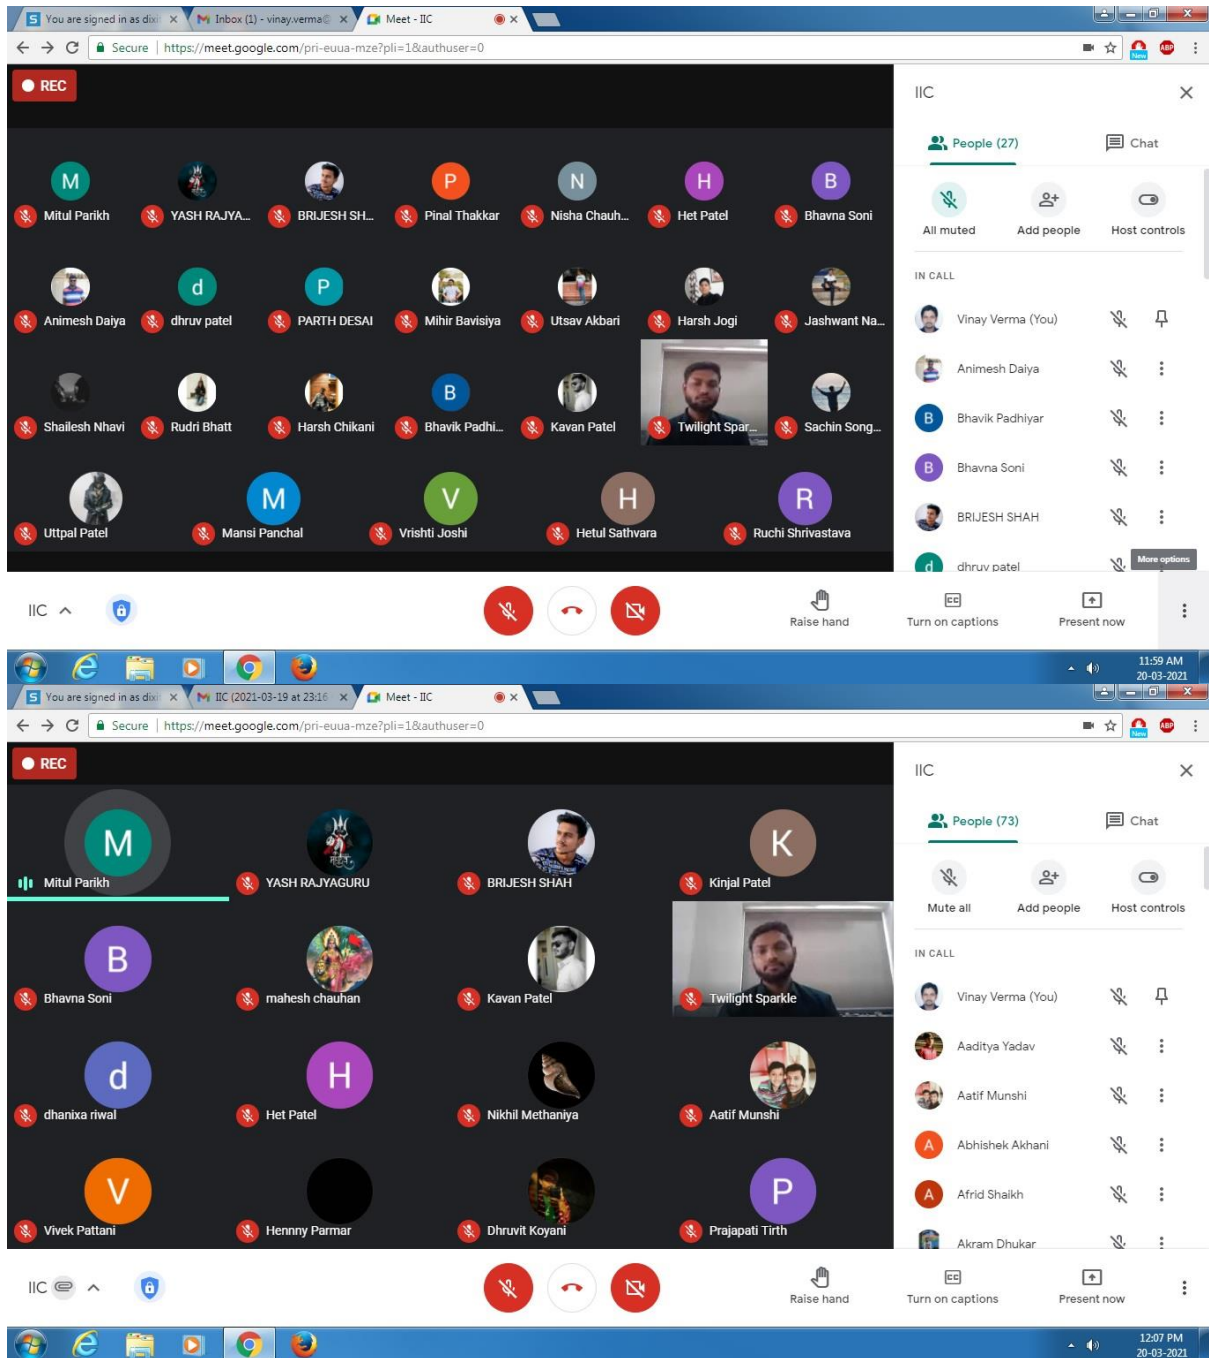 You are signed in as dixi
Inbox (1) - vinay.verma@
Meet - IIC
Secure | https://meet.google.com/pri-euua-mze?pli=1&authuser=0
ABP
New
REC
IIC
People (27)
Chat
M
P
N
H
B
Mitul Parikh
YASH RAJYA...
BRIJESH SH...
Pinal Thakkar
Nisha Chauh...
Het Patel
Bhavna Soni
All muted
Add people
Host controls
IN CALL
d
P
Animesh Daiya
dhruv patel
PARTH DESAI
Mihir Bavisiya
Utsav Akbari
Harsh Jogi
Jashwant Na...
Vinay Verma (You)
Animesh Daiya
B
Shailesh Nhavi
Rudri Bhatt
Harsh Chikani
Bhavik Padhi...
Kavan Patel
Twilight Spar...
Sachin Song...
B Bhavik Padhiyar
B Bhavna Soni
M
V
H
R
Uttpal Patel
Mansi Panchal
Vrishti Joshi
Hetul Sathvara
Ruchi Shrivastava
BRIJESH SHAH
More options
d dhruv patel
IIC
Raise hand
Turn on captions
Present now
11:59 AM
20-03-2021
You are signed in as dixi
IIC (2021-03-19 at 23:16
Meet - IIC
Secure | https://meet.google.com/pri-euua-mze?pli=1&authuser=0
ABP
New
REC
IIC
People (73)
Chat
M
K
Mitul Parikh
YASH RAJYAGURU
BRIJESH SHAH
Kinjal Patel
Mute all
Add people
Host controls
IN CALL
B
Bhavna Soni
mahesh chauhan
Kavan Patel
Twilight Sparkle
Vinay Verma (You)
Aaditya Yadav
d
H
dhanixa riwal
Het Patel
Nikhil Methaniya
Aatif Munshi
Aatif Munshi
A Abhishek Akhani
V
P
Vivek Pattani
Hennny Parmar
Dhruvit Koyani
Prajapati Tirth
A Afrid Shaikh
Akram Dhukar
IIC
Raise hand
Turn on captions
Present now
12:07 PM
20-03-2021